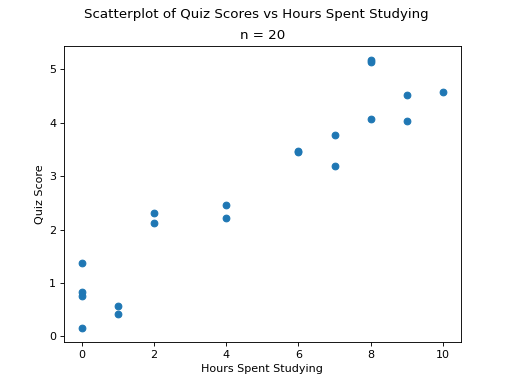 Scatterplot of Quiz Scores vs Hours Spent Studying
n = 20
5
4
3
2
1
0
Quiz Score
0 2 4 6 8 10
Hours Spent Studying